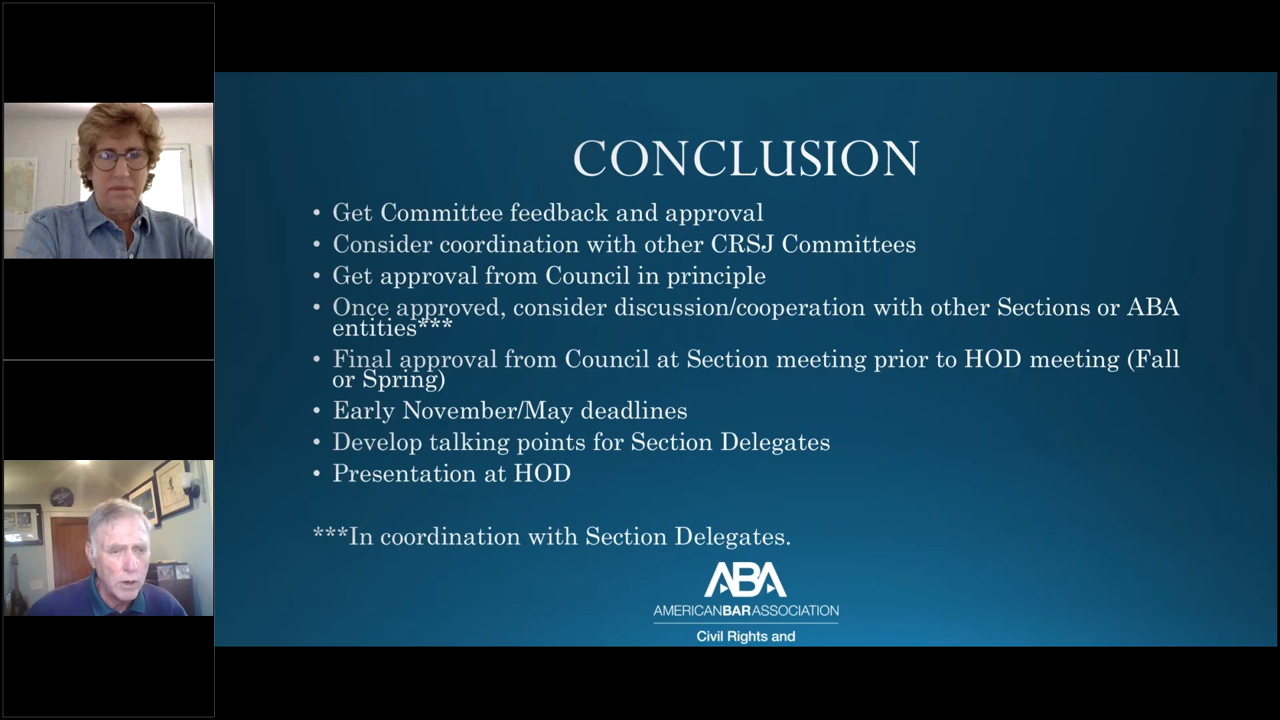 CONCLUSION
• Get Committee feedback and approval
• Consider coordination with other CRSJ Committees
• Get approval from Council in principle
• Once approved, consider discussion/cooperation with other Sections or ABA
entities***
• Final approval from Council at Section meeting prior to HOD meeting (Fall
or Spring)
• Early November/May deadlines
• Develop talking points for Section Delegates
• Presentation at HOD
***In coordination with Section Delegates.
ABA
AMERICANBARASSOCIATION
Civil Rights and